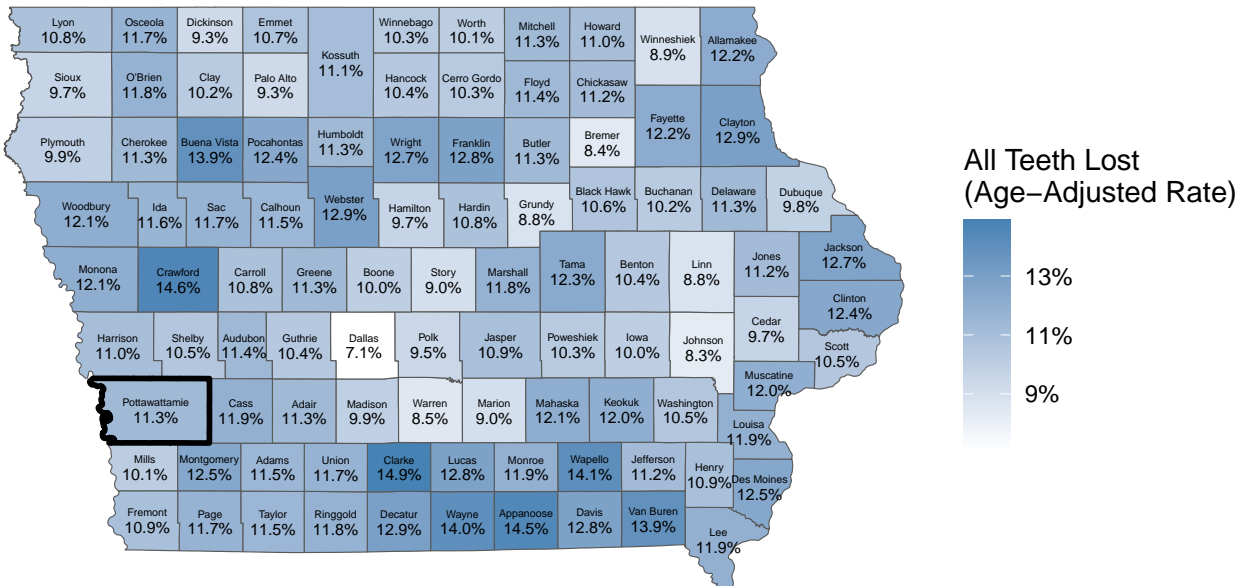 Lyon
10.8%
Osceola
11.7%
Dickinson
9.3%
Emmet
10.7%
Kossuth
11.1%
Winnebago
10.3%
Worth
10.1%
Mitchell
11.3%
Howard
11.0%
Winneshiek
8.9%
Allamakee
12.2%
Sioux
9.7%
O'Brien
11.8%
Clay
10.2%
Palo Alto
9.3%
Hancock
10.4%
Cerro Gordo
10.3%
Floyd
11.4%
Chickasaw
11.2%
Plymouth
9.9%
Cherokee
11.3%
Buena Vista
13.9%
Pocahontas
12.4%
Humboldt
11.3%
Wright
12.7%
Franklin
12.8%
Butler
11.3%
Bremer
8.4%
Fayette
12.2%
Clayton
12.9%
Woodbury
12.1%
Ida
11.6%
Sac
11.7%
Calhoun
11.5%
Webster
12.9%
Hamilton
9.7%
Hardin
10.8%
Grundy
8.8%
Black Hawk
10.6%
Buchanan
10.2%
Delaware
11.3%
Dubuque
9.8%
Monona
12.1%
Crawford
14.6%
Carroll
10.8%
Greene
11.3%
Boone
10.0%
Story
9.0%
Marshall
11.8%
Tama
12.3%
Benton
10.4%
Linn
8.8%
Jones
11.2%
Jackson
12.7%
Clinton
12.4%
Harrison
11.0%
Shelby
10.5%
Audubon
11.4%
Guthrie
10.4%
Dallas
7.1%
Polk
9.5%
Jasper
10.9%
Poweshiek
10.3%
Iowa
10.0%
Johnson
8.3%
Cedar
9.7%
Scott
10.5%
Muscatine
12.0%
Pottawattamie
11.3%
Cass
11.9%
Adair
11.3%
Madison
9.9%
Warren
8.5%
Marion
9.0%
Mahaska
12.1%
Keokuk
12.0%
Washington
10.5%
Louisa
11.9%
Mills
10.1%
Montgomery
12.5%
Adams
11.5%
Union
11.7%
Clarke
14.9%
Lucas
12.8%
Monroe
11.9%
Wapello
14.1%
Jefferson
11.2%
Henry
10.9%
Des Moines
12.5%
Fremont
10.9%
Page
11.7%
Taylor
11.5%
Ringgold
11.8%
Decatur
12.9%
Wayne
14.0%
Appanoose
14.5%
Davis
12.8%
Van Buren
13.9%
Lee
11.9%
All Teeth Lost
(Age−Adjusted Rate)
13%
11%
9%